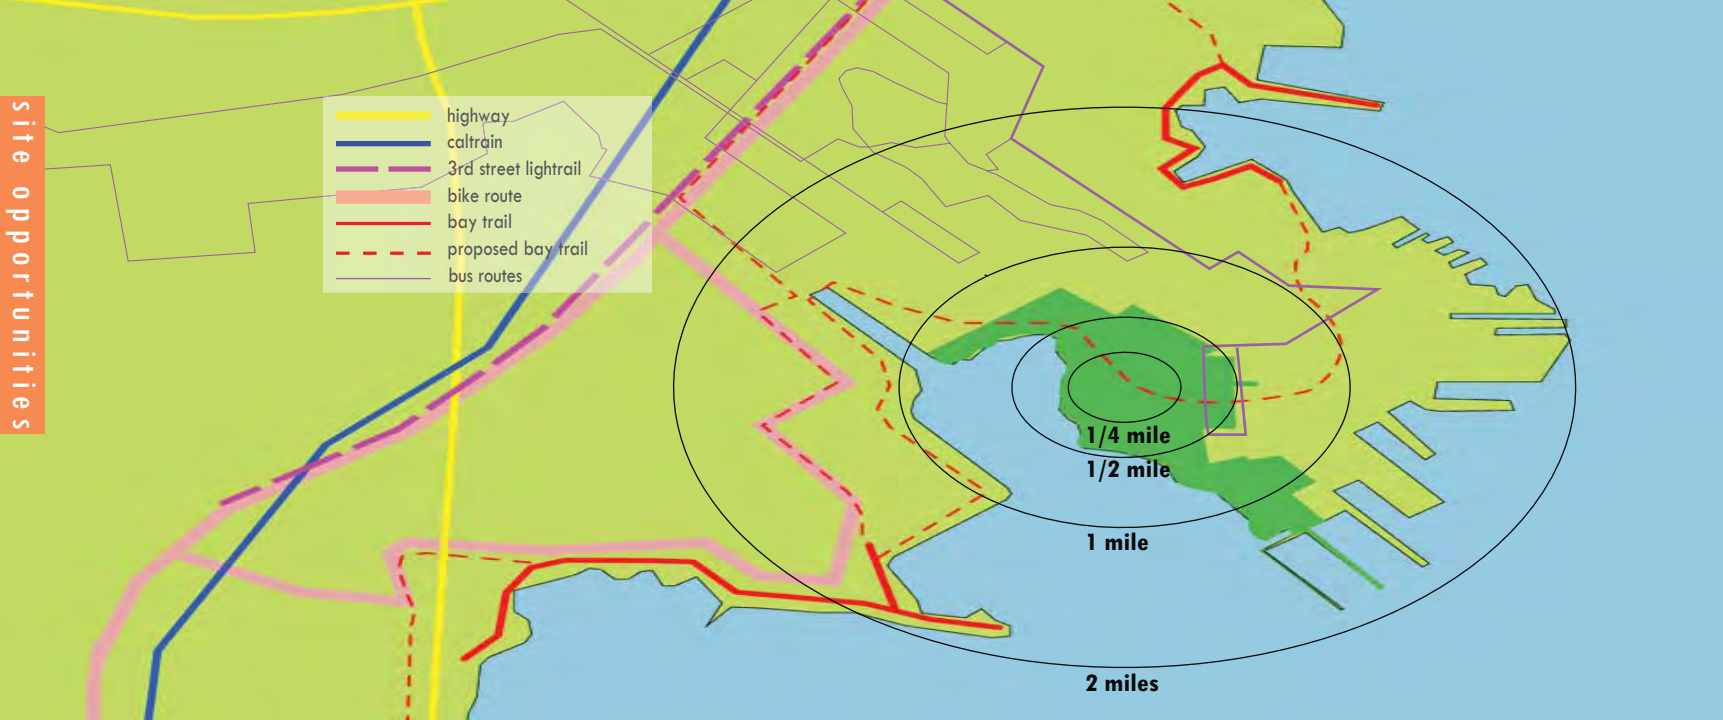 site opportunities
highway
caltrain
3rd street lightrail
bike route
bay trail
proposed bay trail
bus routes
1/4 mile
1/2 mile
1 mile
2 miles